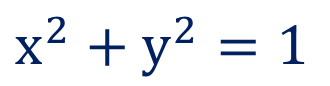 x² + y² = 1